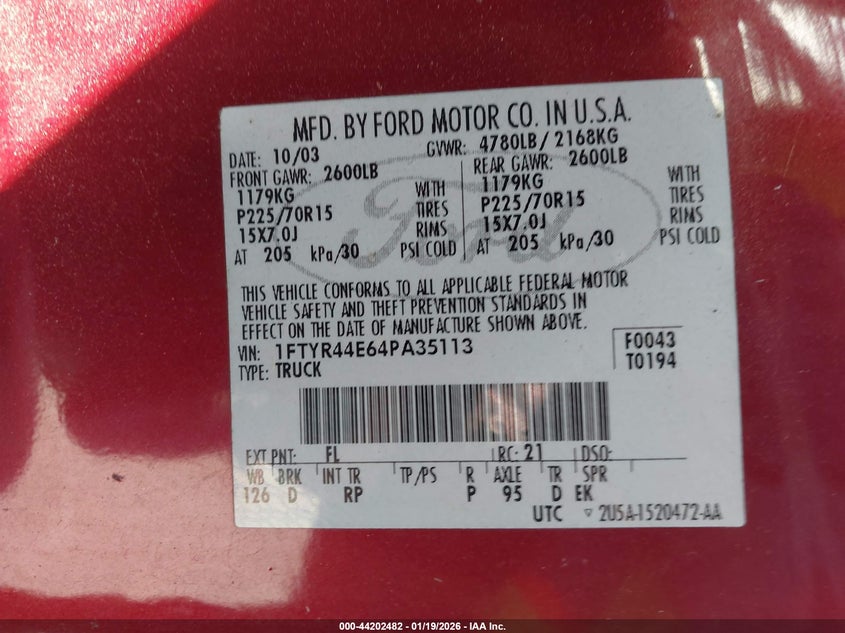 MFD. BY FORD MOTOR CO. IN U.S.A.
DATE: 10/03 GVWR: 4780LB/ 2168KG
FRONT GAWR: 2600LB REAR GAWR: 2600LB
1179KG WITH 1179KG WITH
P225/70R15 TIRES P225/70R15 TIRES
15X7.0J RIMS 15X7.0J RIMS
AT 205 kPa/30 PSI COLD AT 205 kPa/30 PSI COLD
Ford
THIS VEHICLE CONFORMS TO ALL APPLICABLE FEDERAL MOTOR
VEHICLE SAFETY AND THEFT PREVENTION STANDARDS IN
EFFECT ON THE DATE OF MANUFACTURE SHOWN ABOVE.
VIN: 1FTYR44E64PA35113 F0043
TYPE: TRUCK T0194
EXT PNT: FL RC: 21 DSO:
WB BRK INT TR TP/PS R AXLE TR SPR
126 D RP P 95 D EK
UTC ▽ 2U5A-1520472-AA
000-44202482 - 01/19/2026 - IAA Inc.